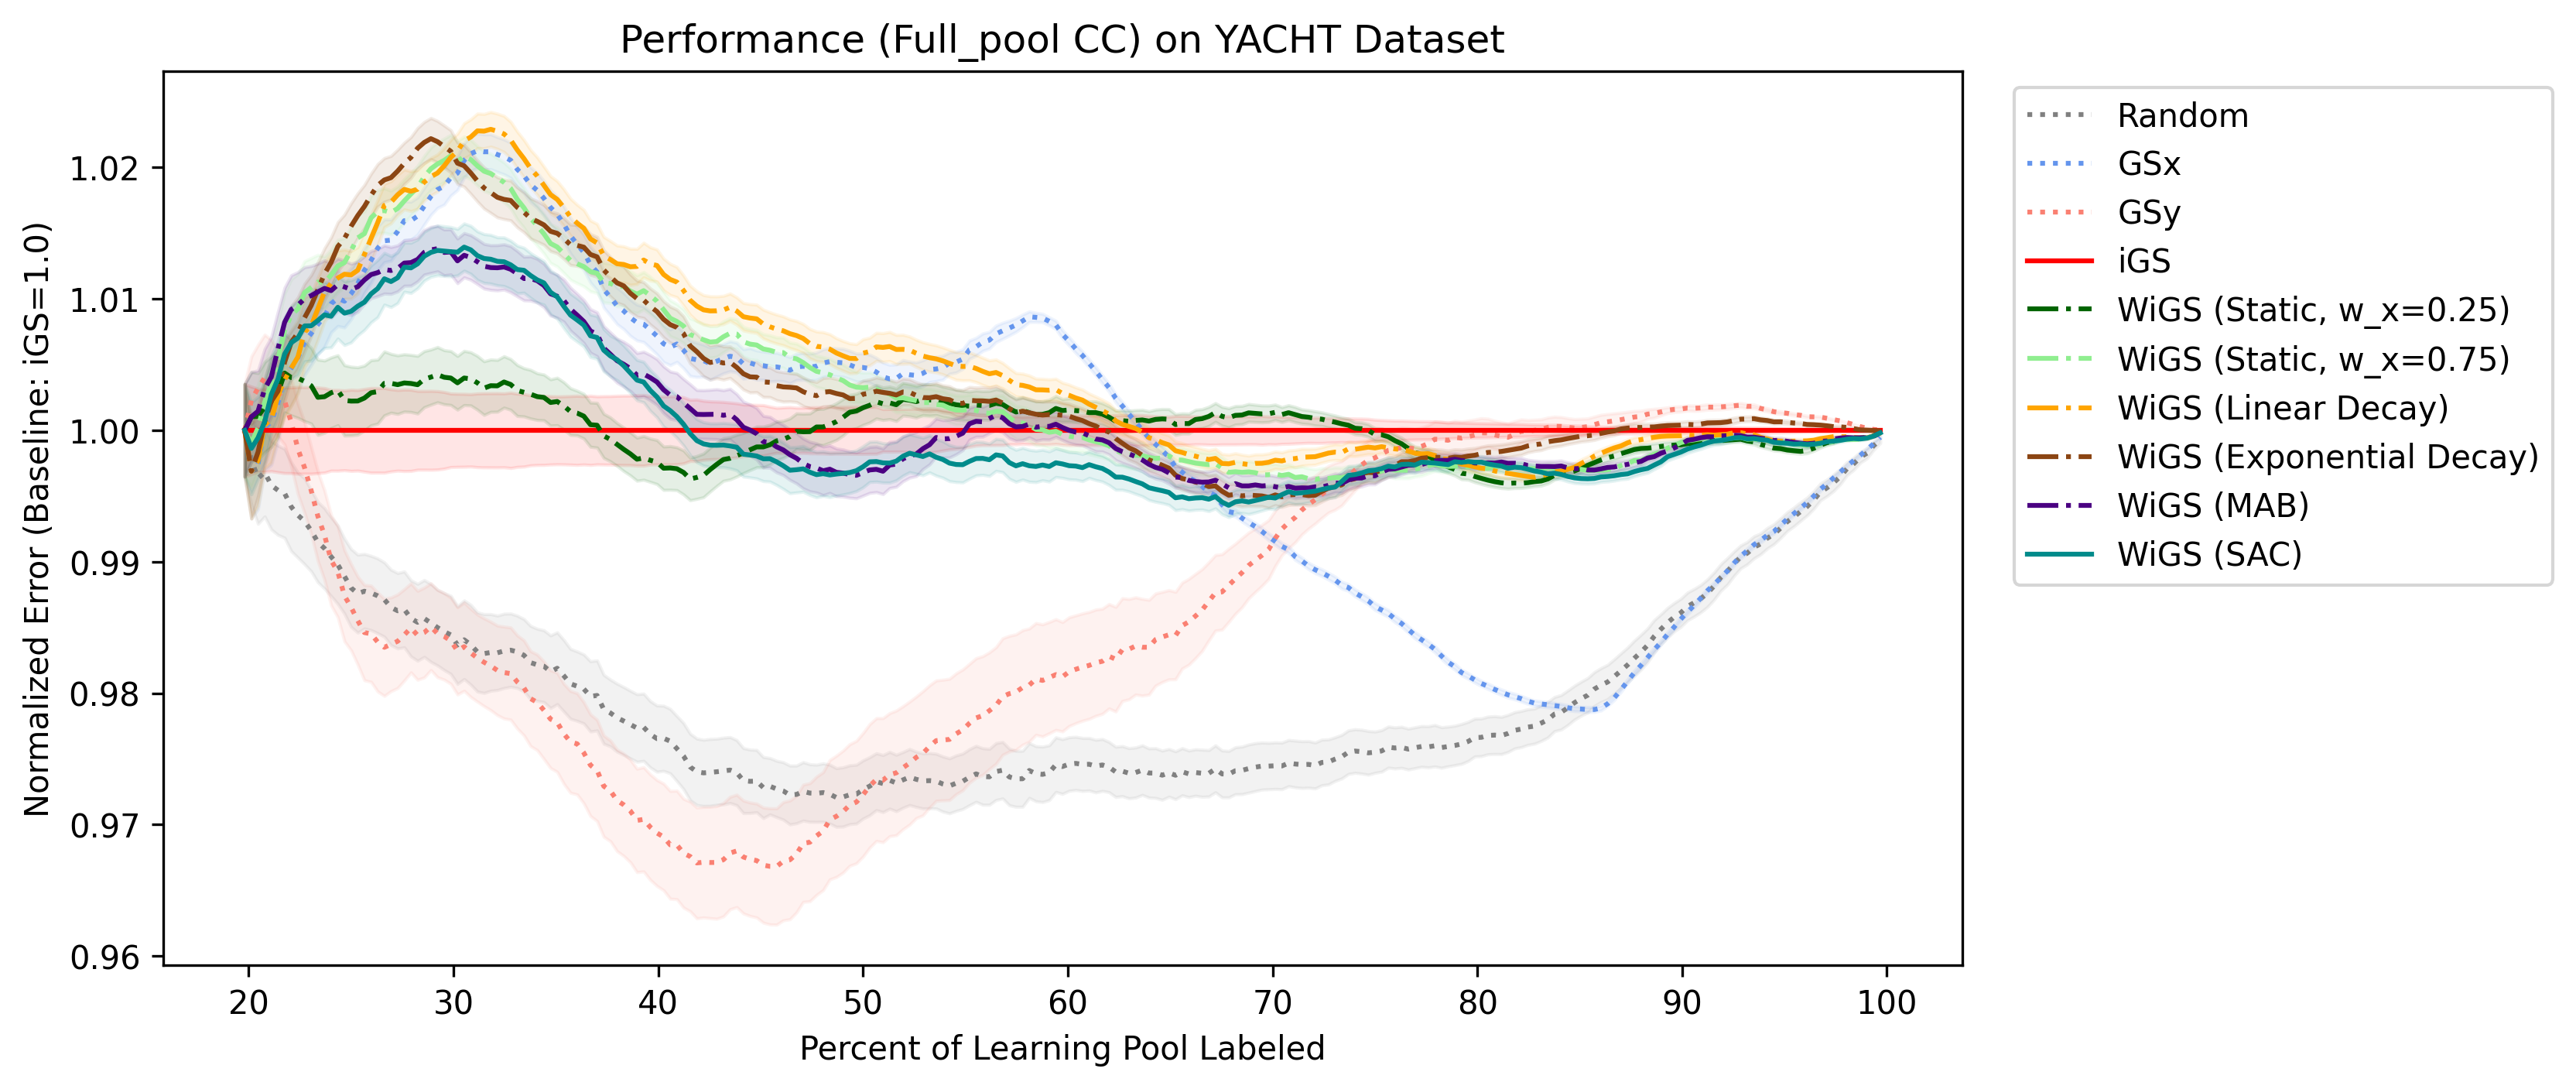 Performance (Full_pool CC) on YACHT Dataset
Normalized Error (Baseline: iGS=1.0)
1.02
1.01
1.00
0.99
0.98
0.97
0.96
20 30 40 50 60 70 80 90 100
Percent of Learning Pool Labeled
Random
GSx
GSy
iGS
WiGS (Static, w_x=0.25)
WiGS (Static, w_x=0.75)
WiGS (Linear Decay)
WiGS (Exponential Decay)
WiGS (MAB)
WiGS (SAC)